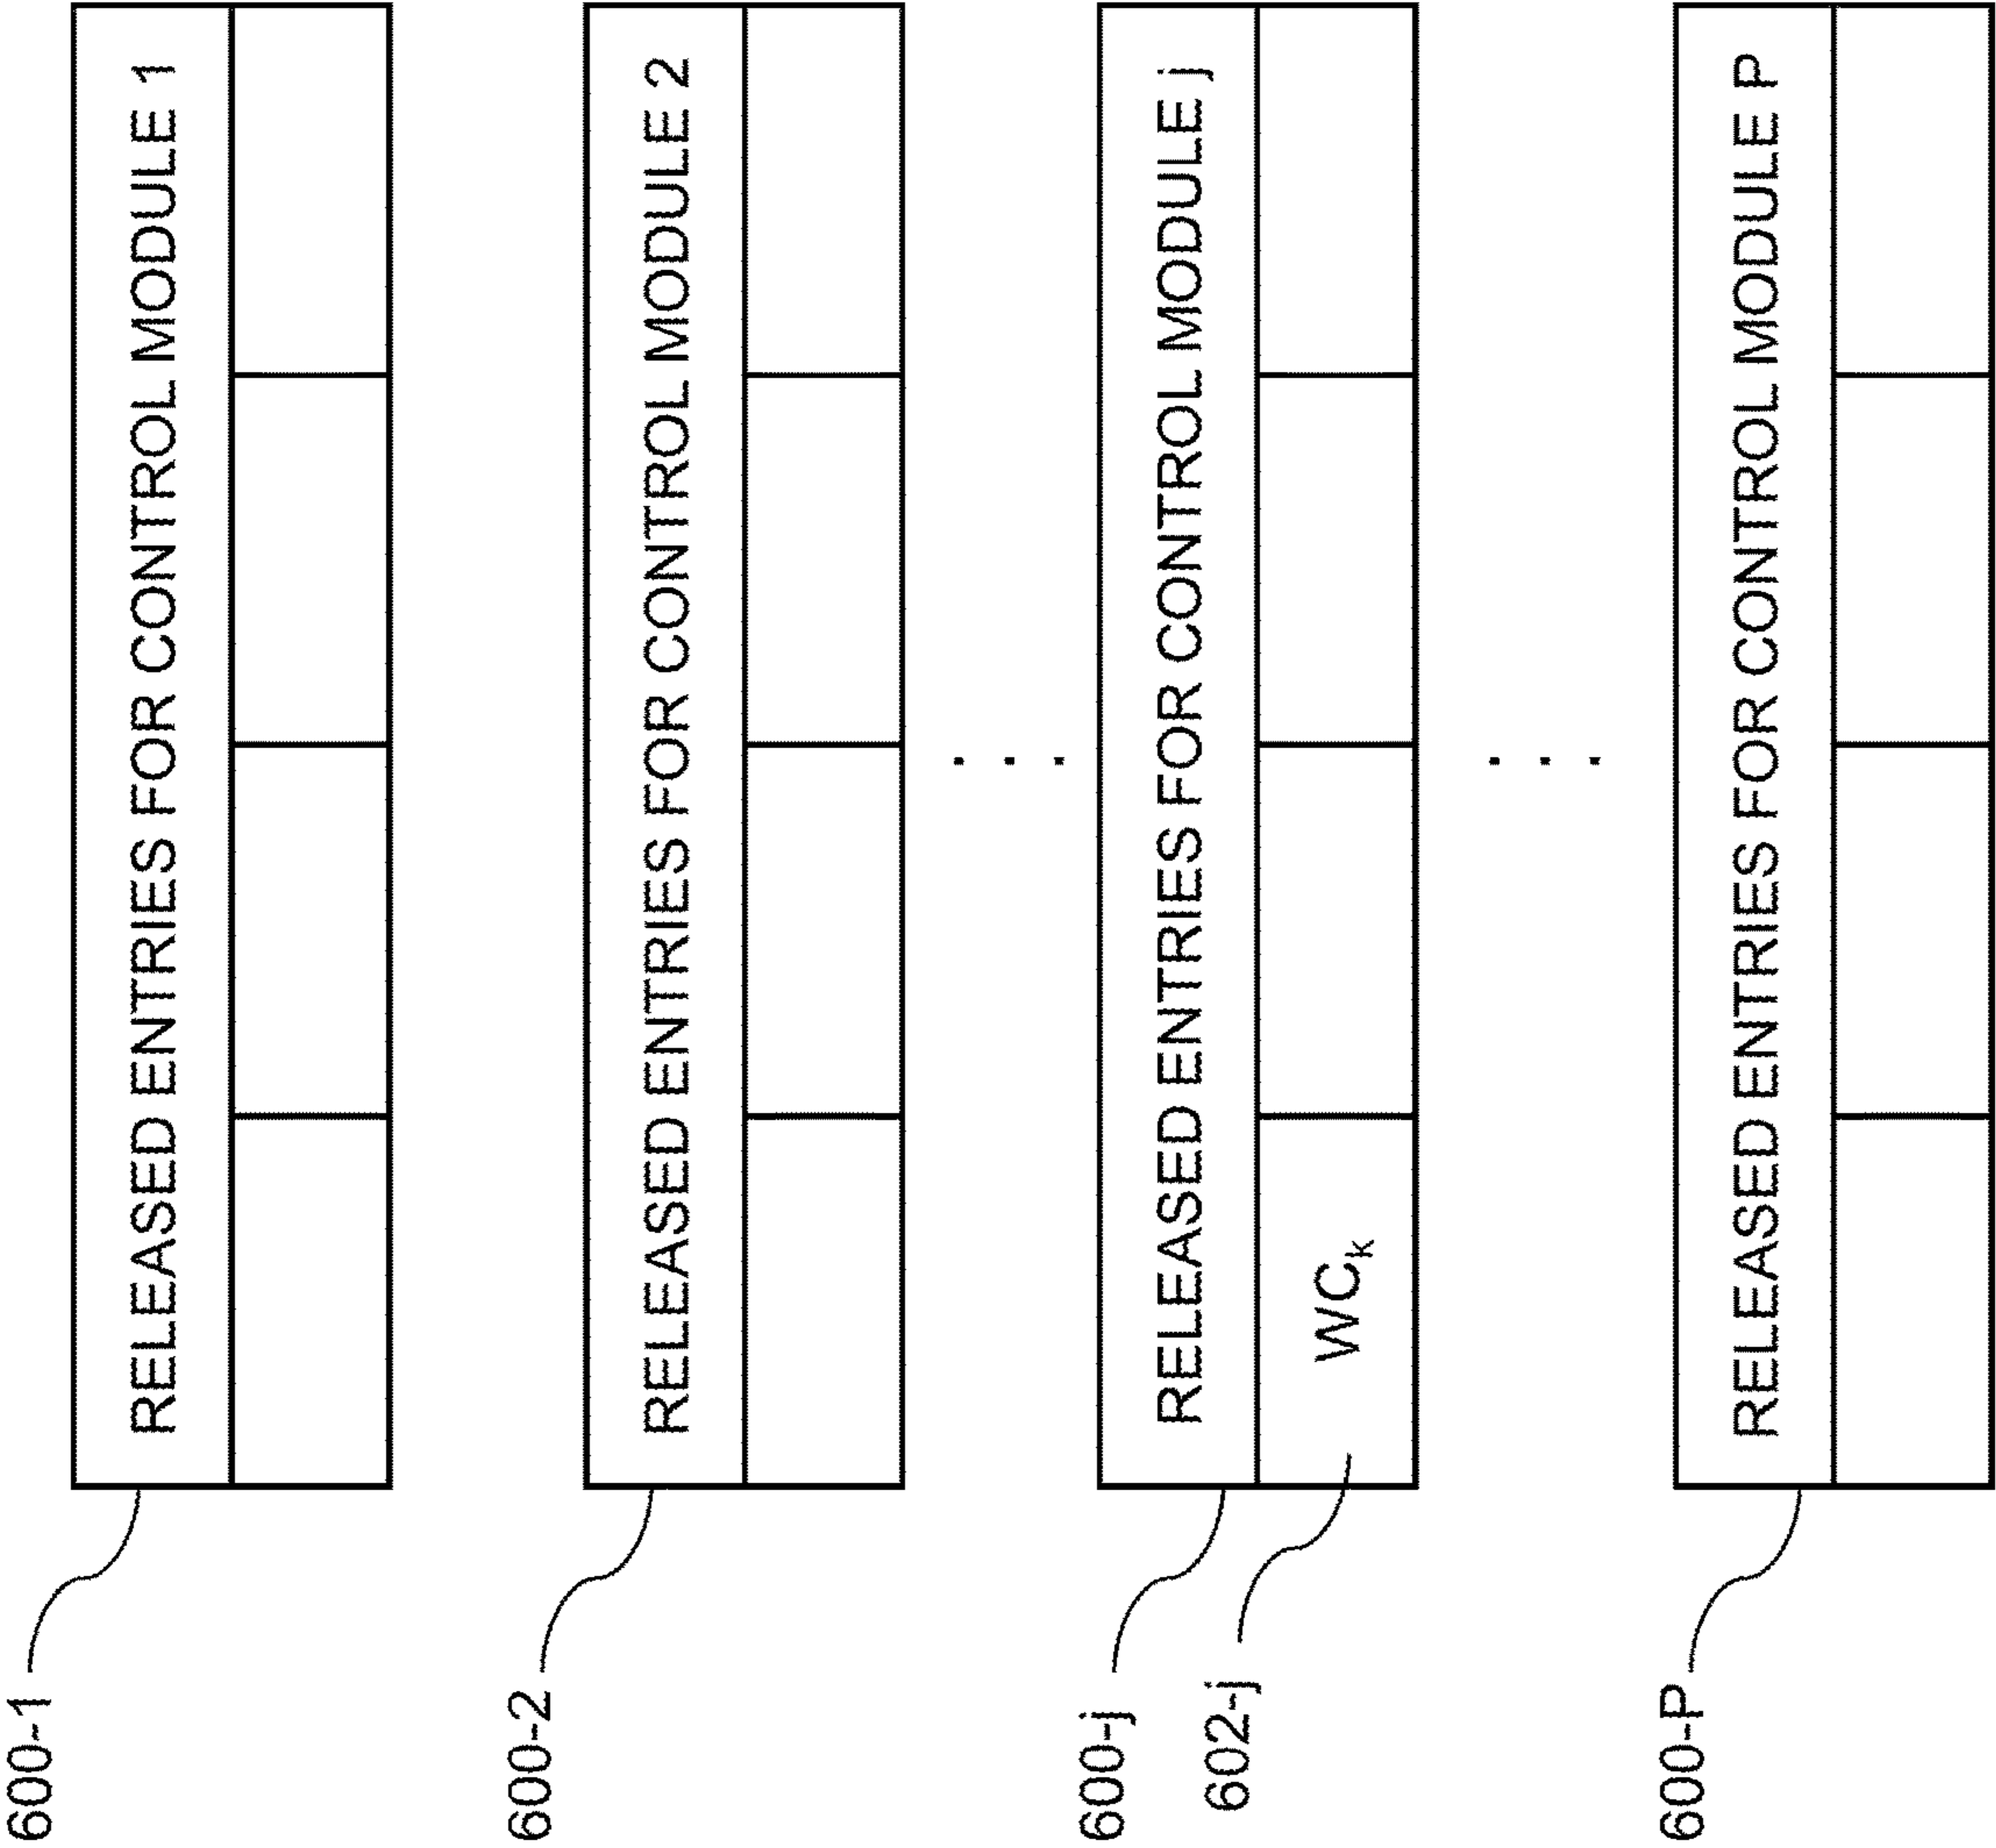 600-1
RELEASED ENTRIES FOR CONTROL MODULE 1
600-2
RELEASED ENTRIES FOR CONTROL MODULE 2
. . .
600-j
RELEASED ENTRIES FOR CONTROL MODULE j
602-j
WCk
. . .
600-P
RELEASED ENTRIES FOR CONTROL MODULE P